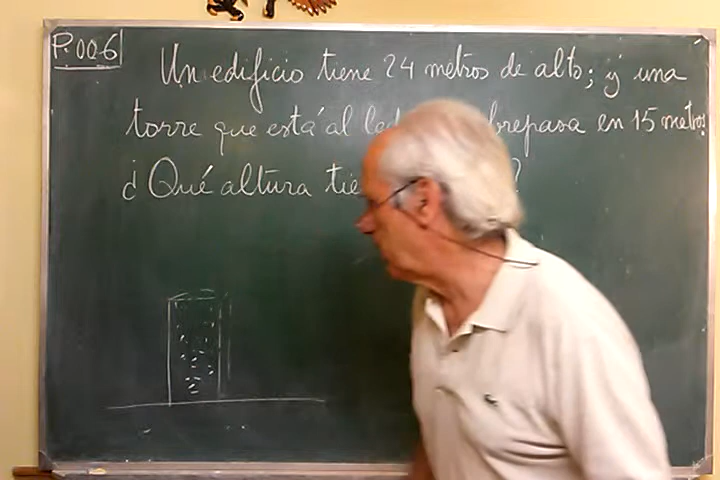 P.006
Un edificio tiene 24 metros de alto; y una
torre que está al en 15 metros
¿Qué altura ?